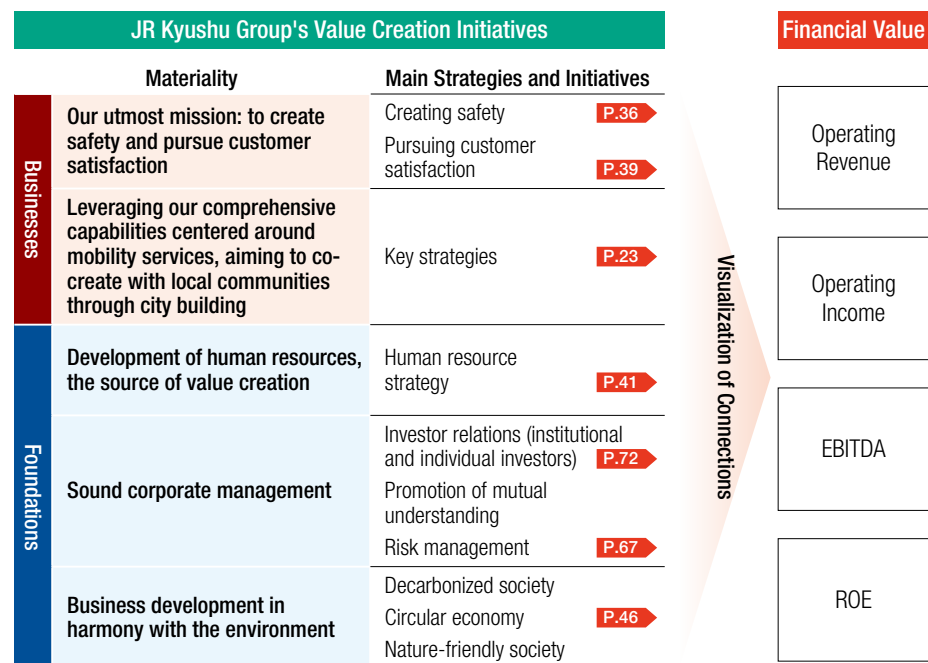 JR Kyushu Group's Value Creation Initiatives
Financial Value
Materiality
Main Strategies and Initiatives
Businesses
Our utmost mission: to create
safety and pursue customer
satisfaction
Creating safety P.36
Pursuing customer
satisfaction P.39
Leveraging our comprehensive
capabilities centered around
mobility services, aiming to co-
create with local communities
through city building
Key strategies P.23
Foundations
Development of human resources,
the source of value creation
Human resource
strategy P.41
Sound corporate management
Investor relations (institutional
and individual investors) P.72
Promotion of mutual
understanding
Risk management P.67
Business development in
harmony with the environment
Decarbonized society
Circular economy P.46
Nature-friendly society
Visualization of Connections
Operating
Revenue
Operating
Income
EBITDA
ROE